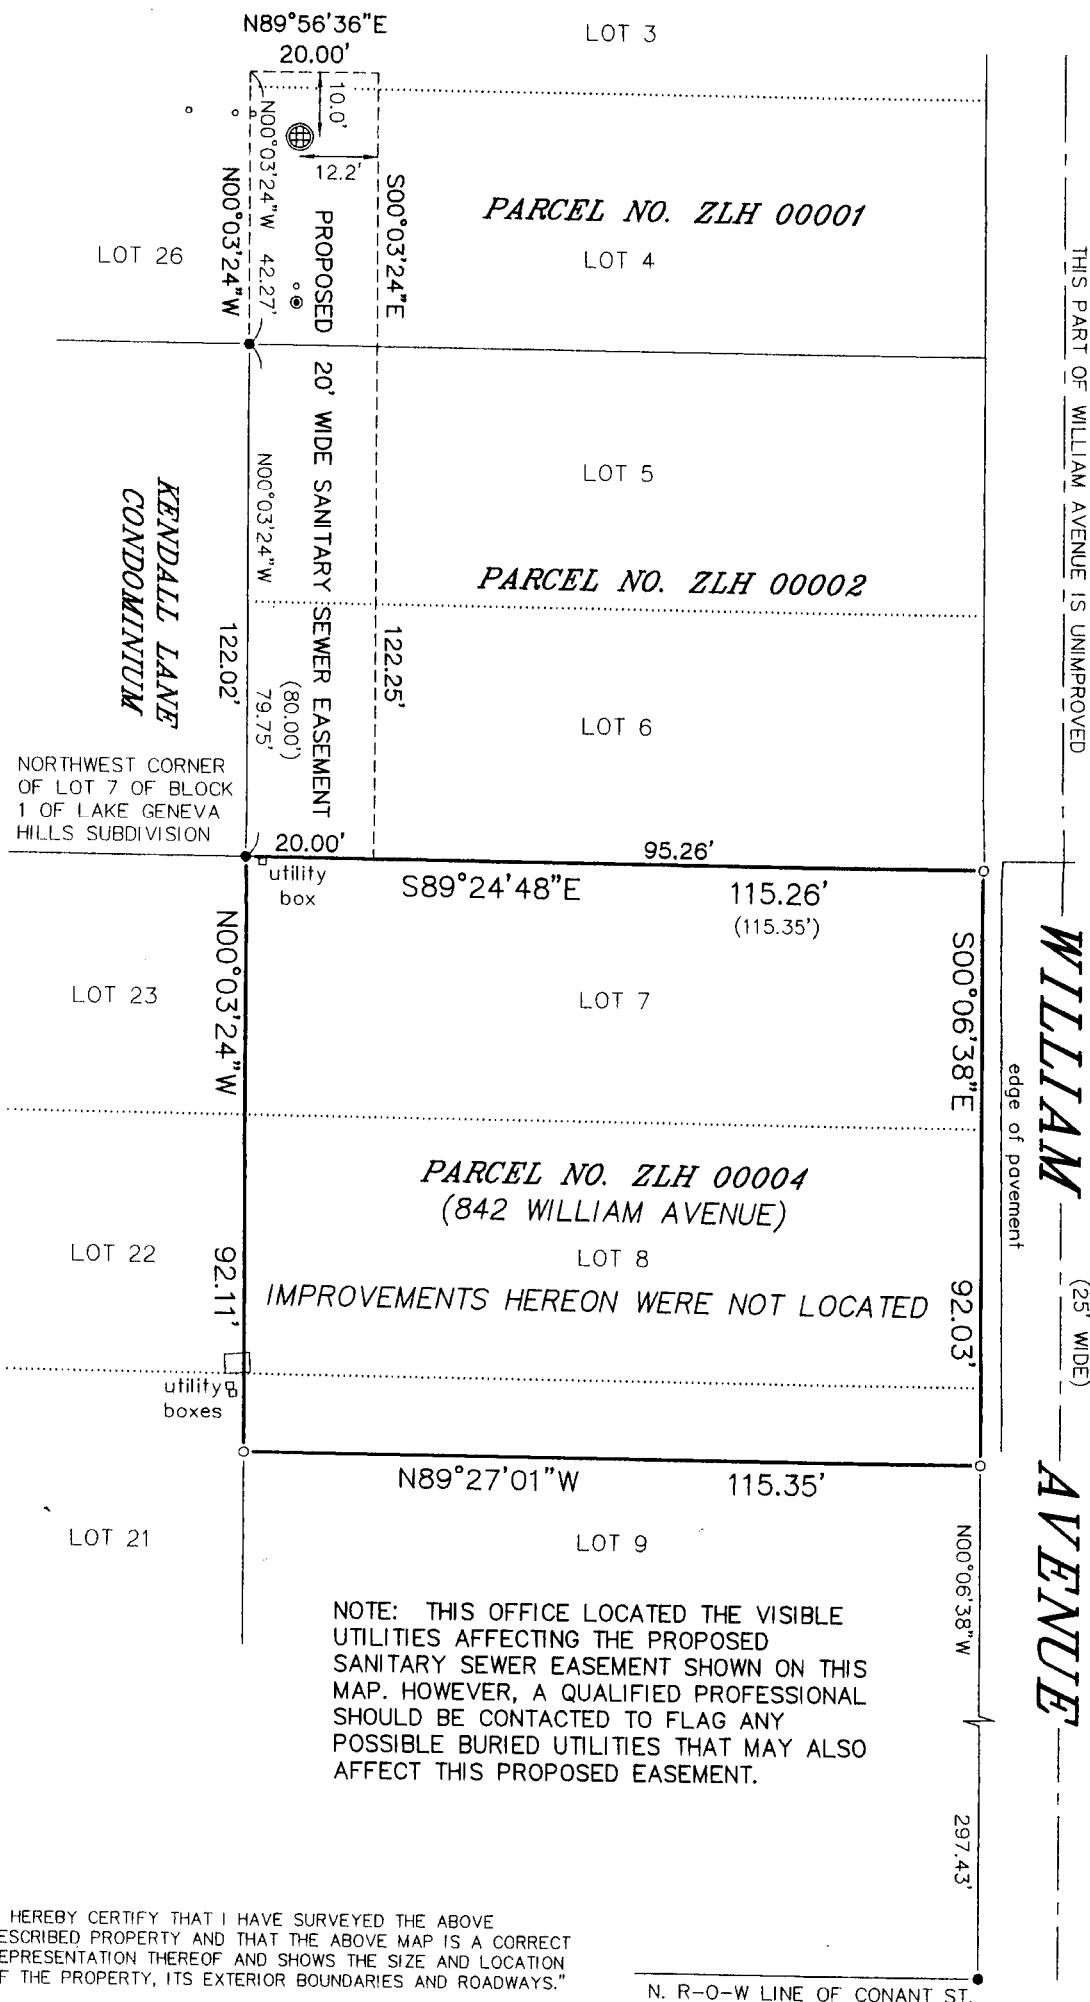 N89°56'36"E
20.00'
LOT 3
10.0'
12.2'
N00°03'24"W 42.27'
N00°03'24"W
S00°03'24"E
PARCEL NO. ZLH 00001
LOT 4
LOT 26
THIS PART OF WILLIAM AVENUE IS UNIMPROVED
PROPOSED 20' WIDE SANITARY SEWER EASEMENT
LOT 5
N00°03'24"W
(80.00')
79.75'
PARCEL NO. ZLH 00002
KENDALL LANE
CONDOMINIUM
122.02'
122.25'
LOT 6
NORTHWEST CORNER
OF LOT 7 OF BLOCK
1 OF LAKE GENEVA
HILLS SUBDIVISION
20.00'
95.26'
utility
box
S89°24'48"E
115.26'
(115.35')
N00°03'24"W
S00°06'38"E
LOT 23
LOT 7
WILLIAM AVENUE
(25' WIDE)
edge of pavement
PARCEL NO. ZLH 00004
(842 WILLIAM AVENUE)
LOT 22
LOT 8
92.11'
92.03'
IMPROVEMENTS HEREON WERE NOT LOCATED
utility
boxes
N89°27'01"W
115.35'
LOT 21
LOT 9
N00°06'38"W
297.43'
NOTE: THIS OFFICE LOCATED THE VISIBLE
UTILITIES AFFECTING THE PROPOSED
SANITARY SEWER EASEMENT SHOWN ON THIS
MAP. HOWEVER, A QUALIFIED PROFESSIONAL
SHOULD BE CONTACTED TO FLAG ANY
POSSIBLE BURIED UTILITIES THAT MAY ALSO
AFFECT THIS PROPOSED EASEMENT.
HEREBY CERTIFY THAT I HAVE SURVEYED THE ABOVE
ESCRIBED PROPERTY AND THAT THE ABOVE MAP IS A CORRECT
EPRESENTATION THEREOF AND SHOWS THE SIZE AND LOCATION
F THE PROPERTY, ITS EXTERIOR BOUNDARIES AND ROADWAYS."
N. R-O-W LINE OF CONANT ST.